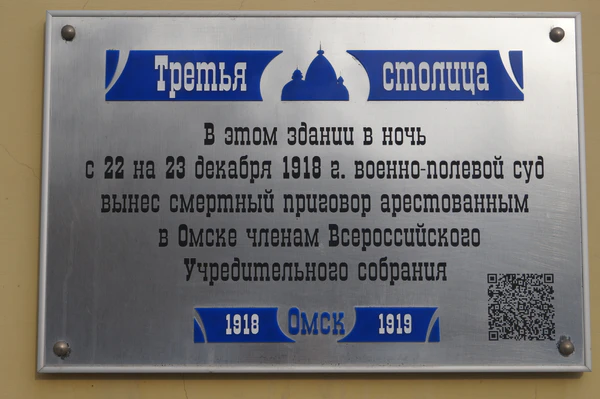 Третья столица
В этом здании в ночь
с 22 на 23 декабря 1918 г. военно-полевой суд
вынес смертный приговор арестованным
в Омске членам Всероссийского
Учредительного собрания
1918 Омск 1919